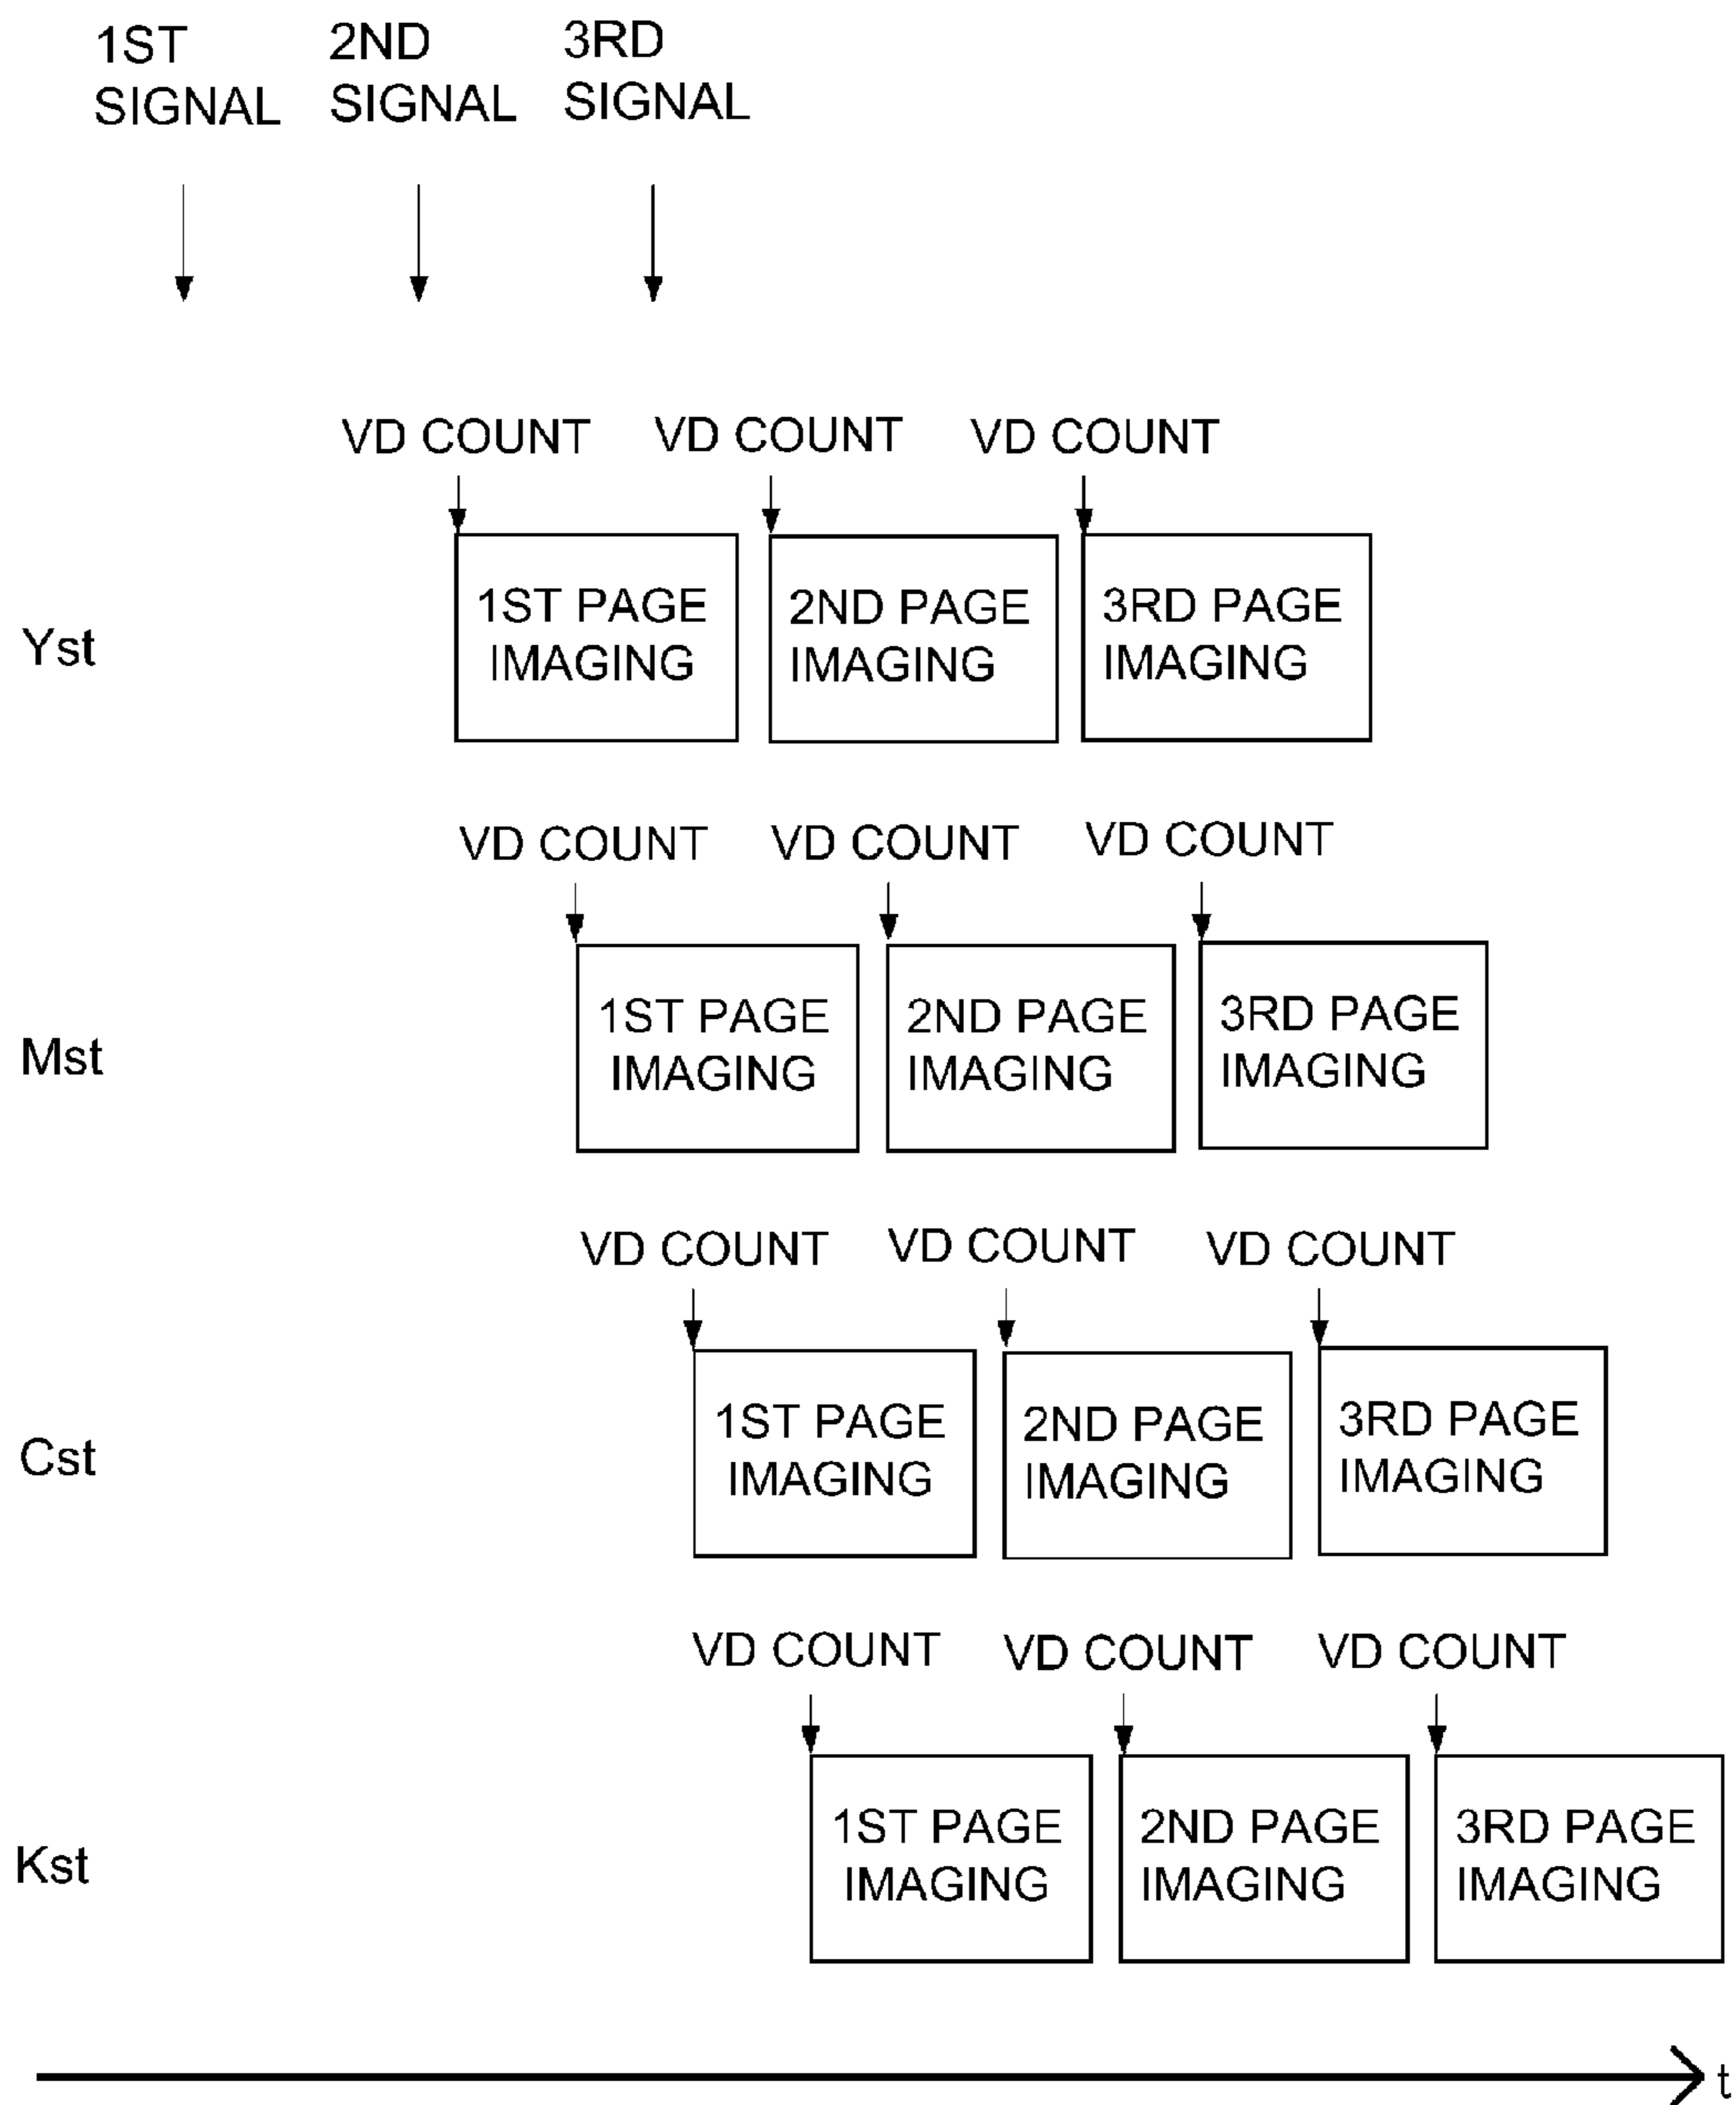 1ST
SIGNAL
2ND
SIGNAL
3RD
SIGNAL
VD COUNT
VD COUNT
VD COUNT
Yst
1ST PAGE
IMAGING
2ND PAGE
IMAGING
3RD PAGE
IMAGING
VD COUNT
VD COUNT
VD COUNT
Mst
1ST PAGE
IMAGING
2ND PAGE
IMAGING
3RD PAGE
IMAGING
VD COUNT
VD COUNT
VD COUNT
Cst
1ST PAGE
IMAGING
2ND PAGE
IMAGING
3RD PAGE
IMAGING
VD COUNT
VD COUNT
VD COUNT
Kst
1ST PAGE
IMAGING
2ND PAGE
IMAGING
3RD PAGE
IMAGING
t